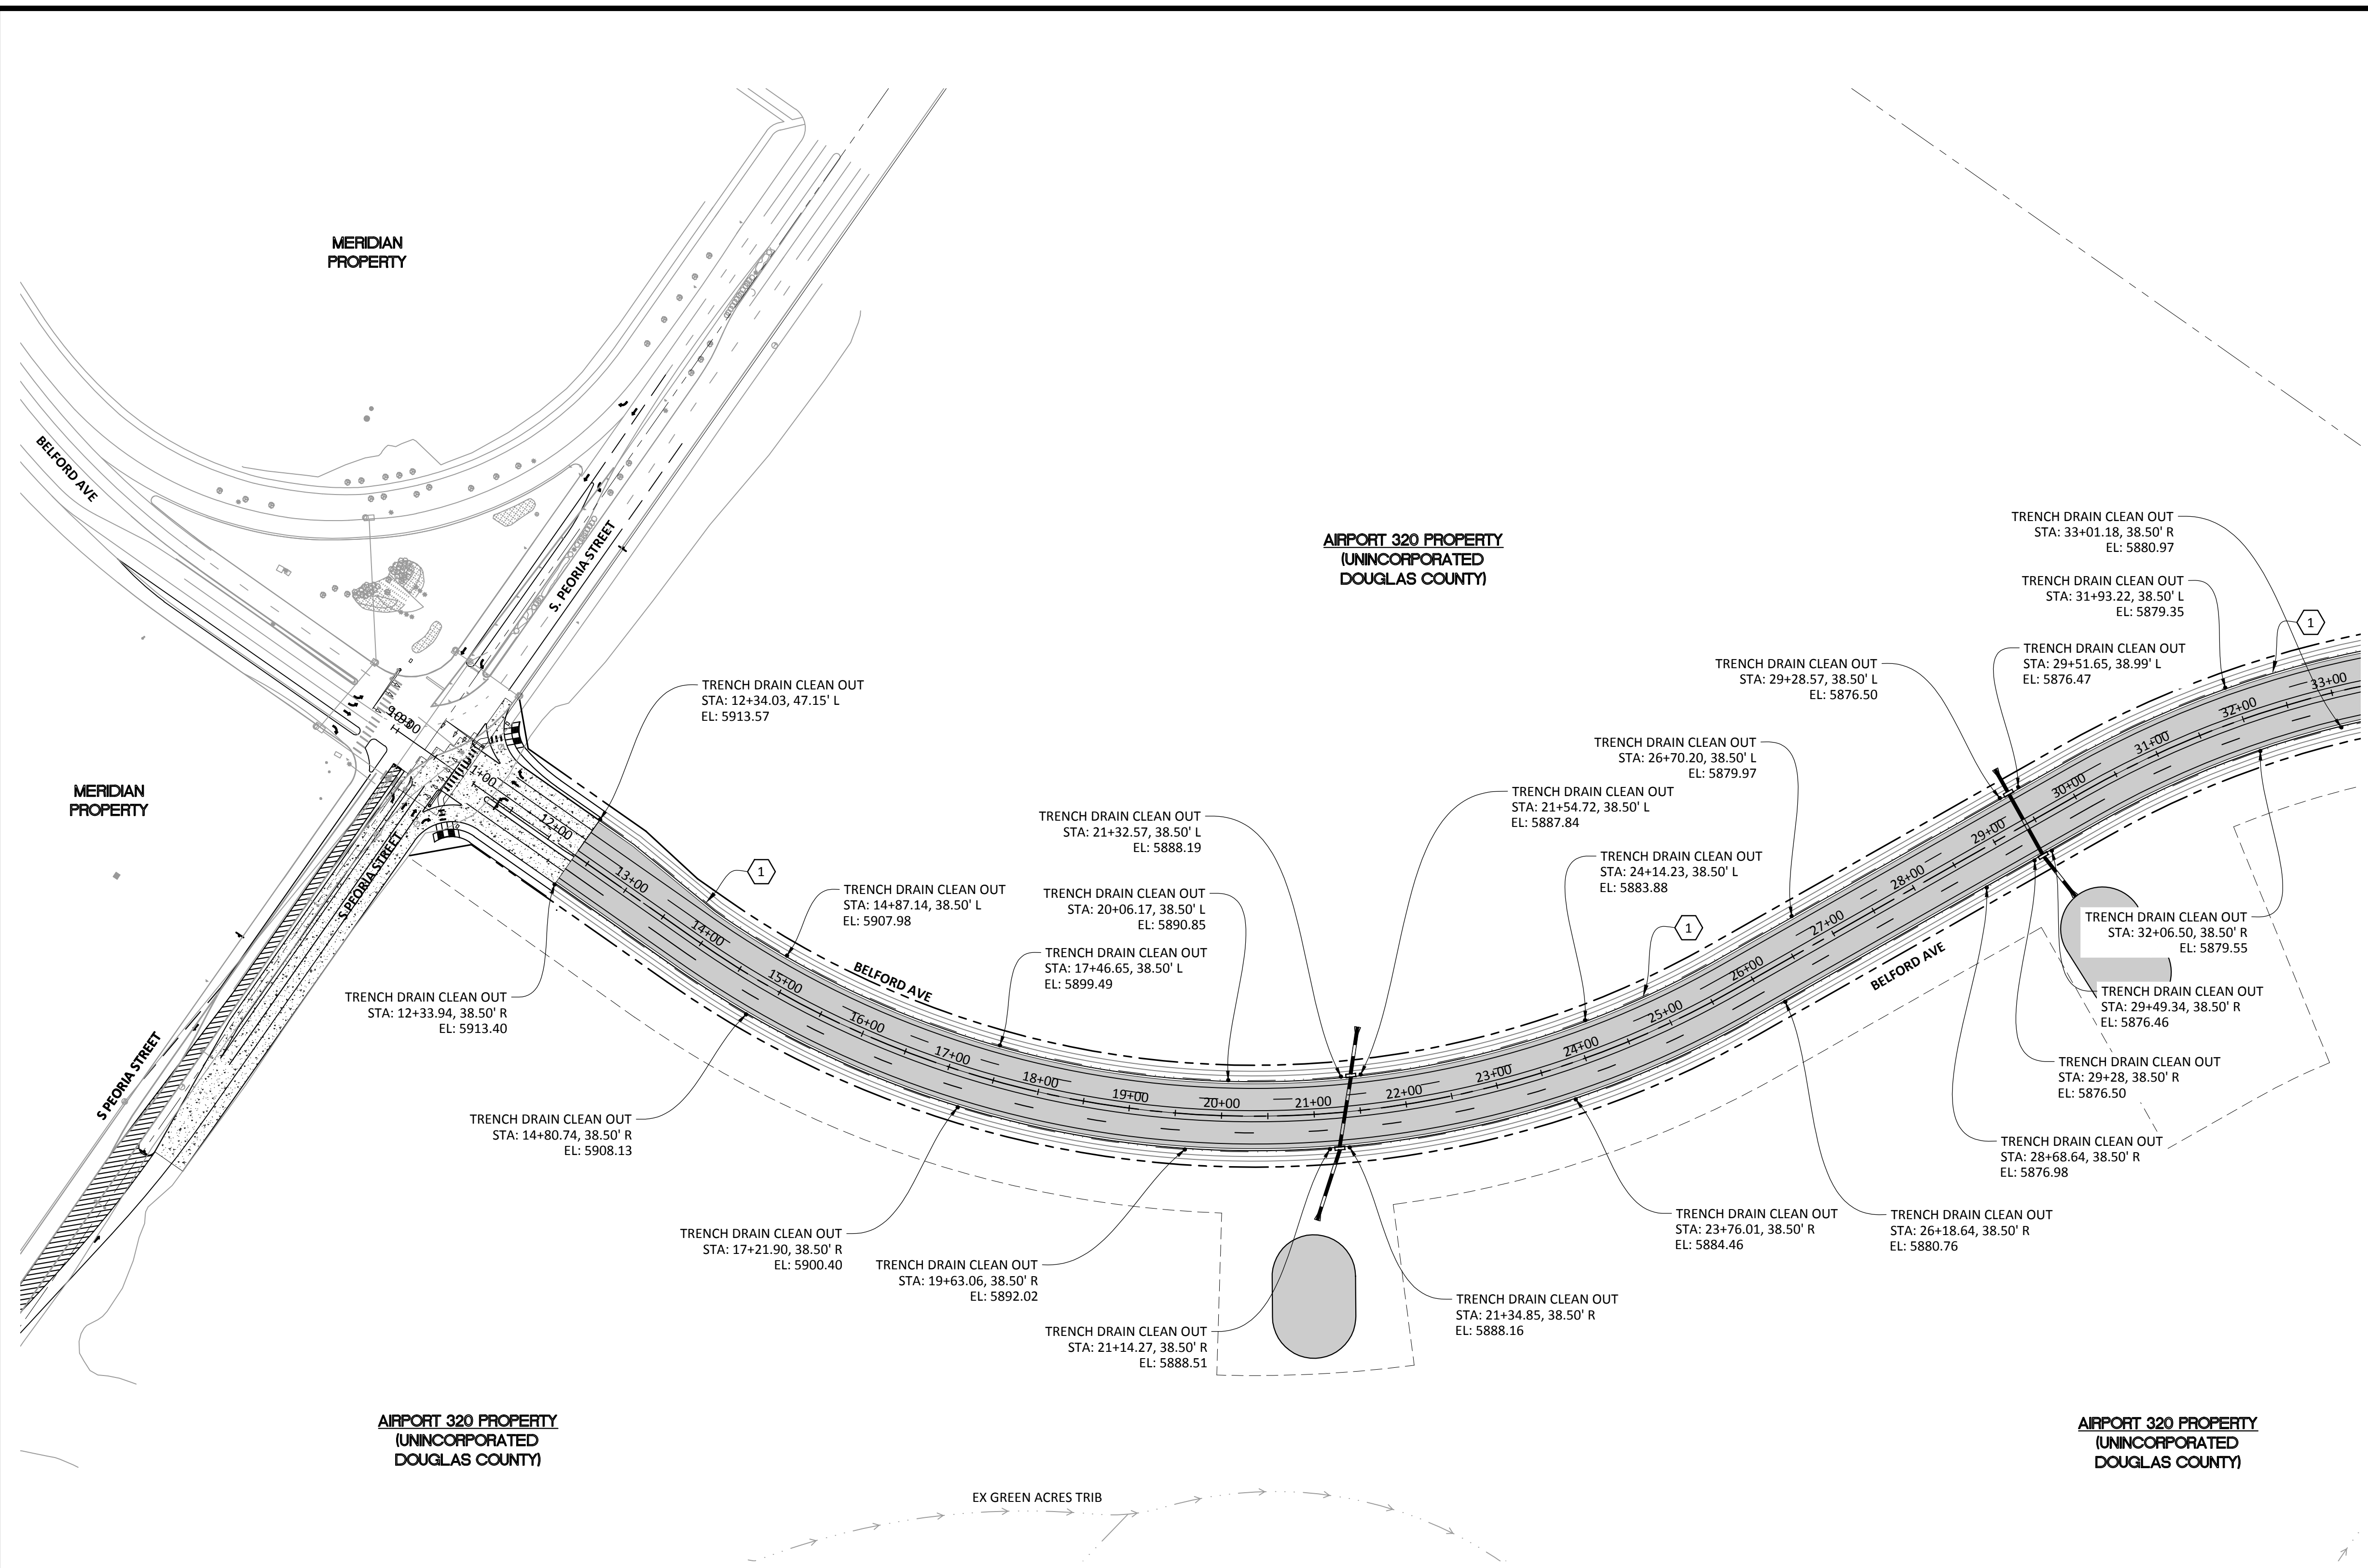 MERIDIAN
PROPERTY
BELFORD AVE
S. PEORIA STREET
AIRPORT 320 PROPERTY
(UNINCORPORATED
DOUGLAS COUNTY)
TRENCH DRAIN CLEAN OUT
STA: 33+01.18, 38.50' R
EL: 5880.97
TRENCH DRAIN CLEAN OUT
STA: 31+93.22, 38.50' L
EL: 5879.35
1
TRENCH DRAIN CLEAN OUT
STA: 29+51.65, 38.99' L
EL: 5876.47
TRENCH DRAIN CLEAN OUT
STA: 29+28.57, 38.50' L
EL: 5876.50
TRENCH DRAIN CLEAN OUT
STA: 12+34.03, 47.15' L
EL: 5913.57
TRENCH DRAIN CLEAN OUT
STA: 26+70.20, 38.50' L
EL: 5879.97
TRENCH DRAIN CLEAN OUT
STA: 21+54.72, 38.50' L
EL: 5887.84
TRENCH DRAIN CLEAN OUT
STA: 21+32.57, 38.50' L
EL: 5888.19
MERIDIAN
PROPERTY
TRENCH DRAIN CLEAN OUT
STA: 24+14.23, 38.50' L
EL: 5883.88
1
TRENCH DRAIN CLEAN OUT
STA: 14+87.14, 38.50' L
EL: 5907.98
TRENCH DRAIN CLEAN OUT
STA: 20+06.17, 38.50' L
EL: 5890.85
1
TRENCH DRAIN CLEAN OUT
STA: 17+46.65, 38.50' L
EL: 5899.49
BELFORD AVE
BELFORD AVE
S.PEORIA STREET
S PEORIA STREET
12+00
13+00
14+00
15+00
16+00
17+00
18+00
19+00
20+00
21+00
22+00
23+00
24+00
25+00
26+00
27+00
28+00
29+00
30+00
31+00
32+00
33+00
TRENCH DRAIN CLEAN OUT
STA: 32+06.50, 38.50' R
EL: 5879.55
TRENCH DRAIN CLEAN OUT
STA: 29+49.34, 38.50' R
EL: 5876.46
TRENCH DRAIN CLEAN OUT
STA: 12+33.94, 38.50' R
EL: 5913.40
TRENCH DRAIN CLEAN OUT
STA: 29+28, 38.50' R
EL: 5876.50
TRENCH DRAIN CLEAN OUT
STA: 14+80.74, 38.50' R
EL: 5908.13
TRENCH DRAIN CLEAN OUT
STA: 28+68.64, 38.50' R
EL: 5876.98
TRENCH DRAIN CLEAN OUT
STA: 23+76.01, 38.50' R
EL: 5884.46
TRENCH DRAIN CLEAN OUT
STA: 26+18.64, 38.50' R
EL: 5880.76
TRENCH DRAIN CLEAN OUT
STA: 17+21.90, 38.50' R
EL: 5900.40
TRENCH DRAIN CLEAN OUT
STA: 19+63.06, 38.50' R
EL: 5892.02
TRENCH DRAIN CLEAN OUT
STA: 21+34.85, 38.50' R
EL: 5888.16
TRENCH DRAIN CLEAN OUT
STA: 21+14.27, 38.50' R
EL: 5888.51
AIRPORT 320 PROPERTY
(UNINCORPORATED
DOUGLAS COUNTY)
AIRPORT 320 PROPERTY
(UNINCORPORATED
DOUGLAS COUNTY)
EX GREEN ACRES TRIB